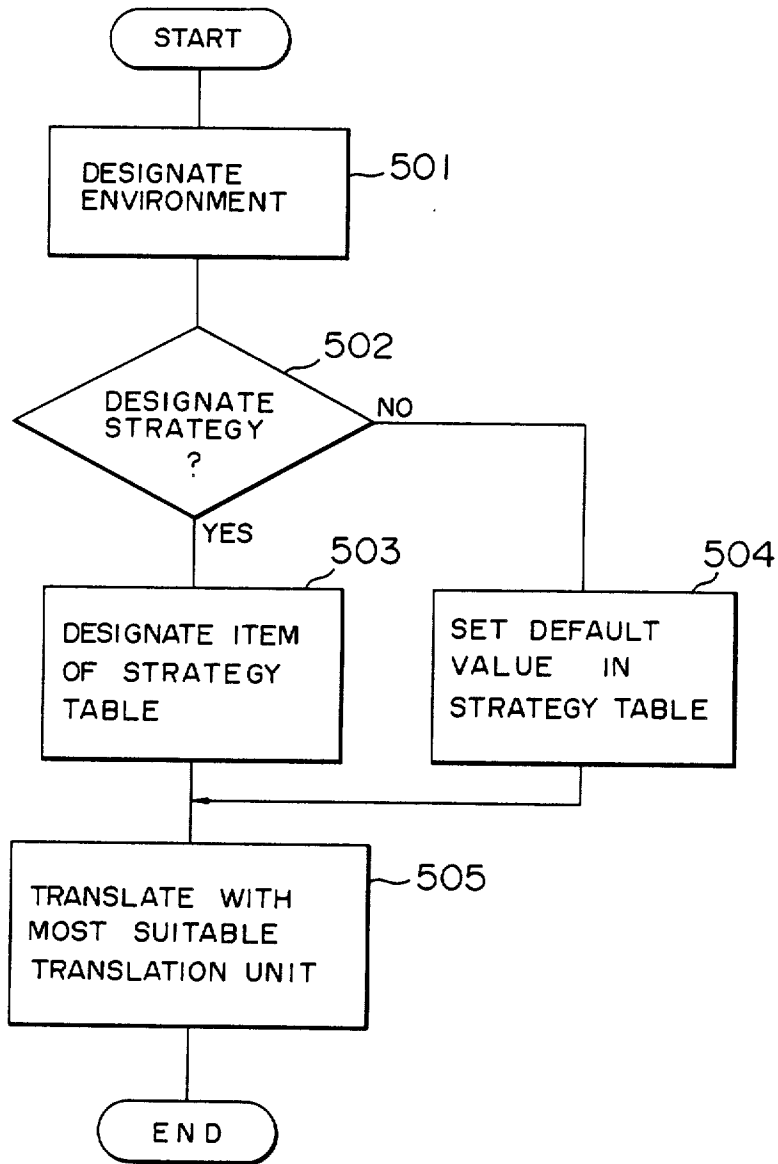 START
DESIGNATE
ENVIRONMENT
501
502
DESIGNATE
STRATEGY
?
NO
YES
503
DESIGNATE ITEM
OF STRATEGY
TABLE
504
SET DEFAULT
VALUE IN
STRATEGY TABLE
505
TRANSLATE WITH
MOST SUITABLE
TRANSLATION UNIT
END